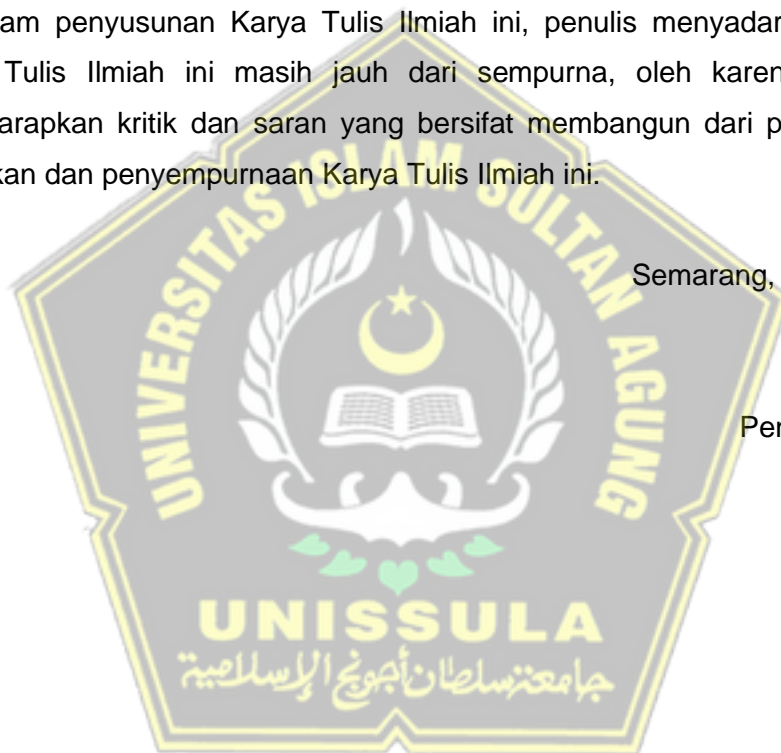 am penyusunan Karya Tulis Ilmiah ini, penulis menyadar
Tulis Ilmiah ini masih jauh dari sempurna, oleh karen
arapkan kritik dan saran yang bersifat membangun dari p
kan dan penyempurnaan Karya Tulis Ilmiah ini.
UNIVERSITAS ISLAM SULTAN AGUNG
Semarang,
Per
UNISSULA
جامعتنسلطان أجونج الإسلامية